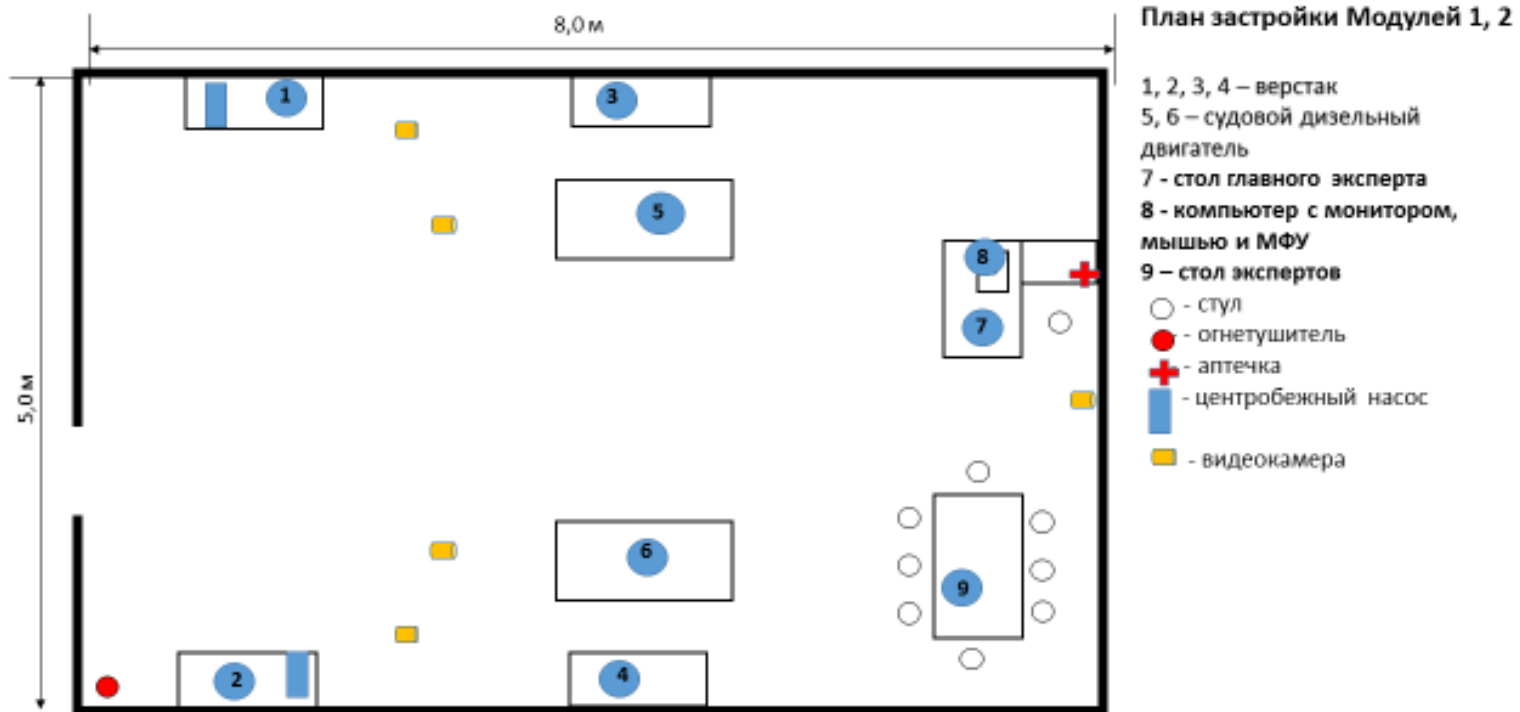 8,0 м
План застройки Модулей 1, 2
1, 2, 3, 4 – верстак
5, 6 – судовой дизельный
двигатель
7 - стол главного эксперта
8 - компьютер с монитором,
мышью и МФУ
9 – стол экспертов
- стул
- огнетушитель
- аптечка
- центробежный насос
- видеокамера
5,0 м
1
3
5
8
7
6
9
2
4